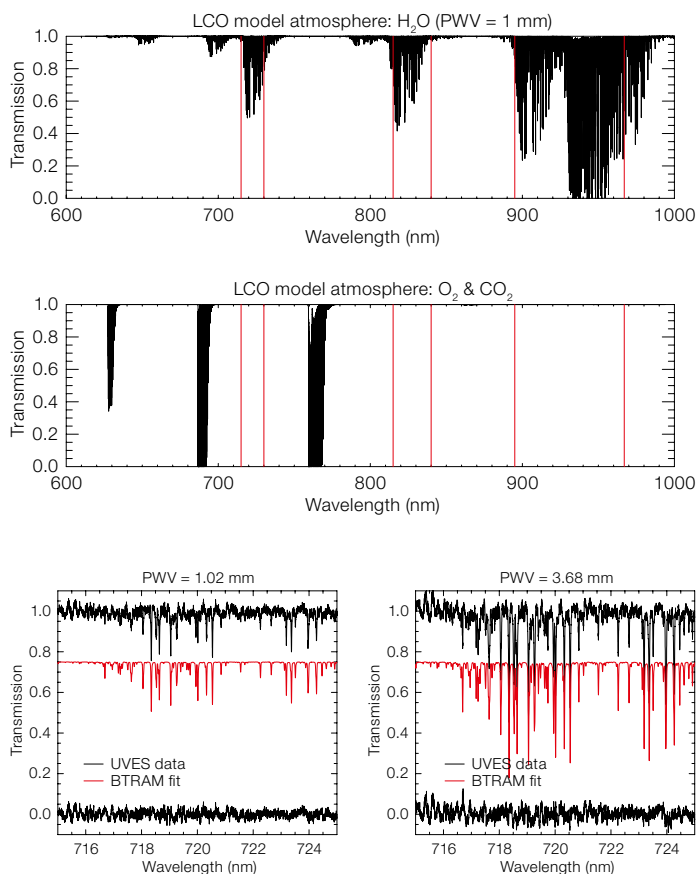 LCO model atmosphere: H₂O (PWV = 1 mm)
1.0
0.8
0.6
0.4
0.2
0.0
Transmission
600 700 800 900 1000
Wavelength (nm)
LCO model atmosphere: O₂ & CO₂
1.0
0.8
0.6
0.4
0.2
0.0
Transmission
600 700 800 900 1000
Wavelength (nm)
PWV = 1.02 mm
1.0
0.8
0.6
0.4
0.2
0.0
Transmission
UVES data
BTRAM fit
716 718 720 722 724
Wavelength (nm)
PWV = 3.68 mm
1.0
0.8
0.6
0.4
0.2
0.0
Transmission
UVES data
BTRAM fit
716 718 720 722 724
Wavelength (nm)